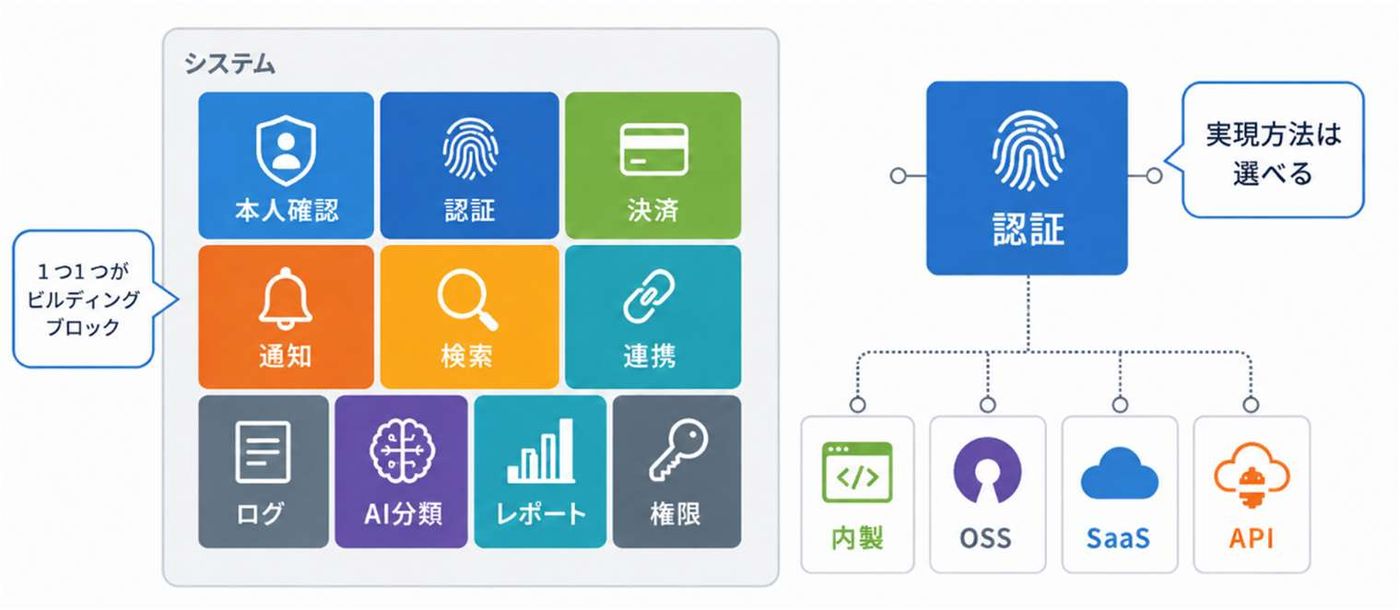 システム
本人確認
認証
決済
通知
検索
連携
ログ
AI分類
レポート
権限
1つ1つが
ビルディング
ブロック
認証
実現方法は
選べる
内製
OSS
SaaS
API